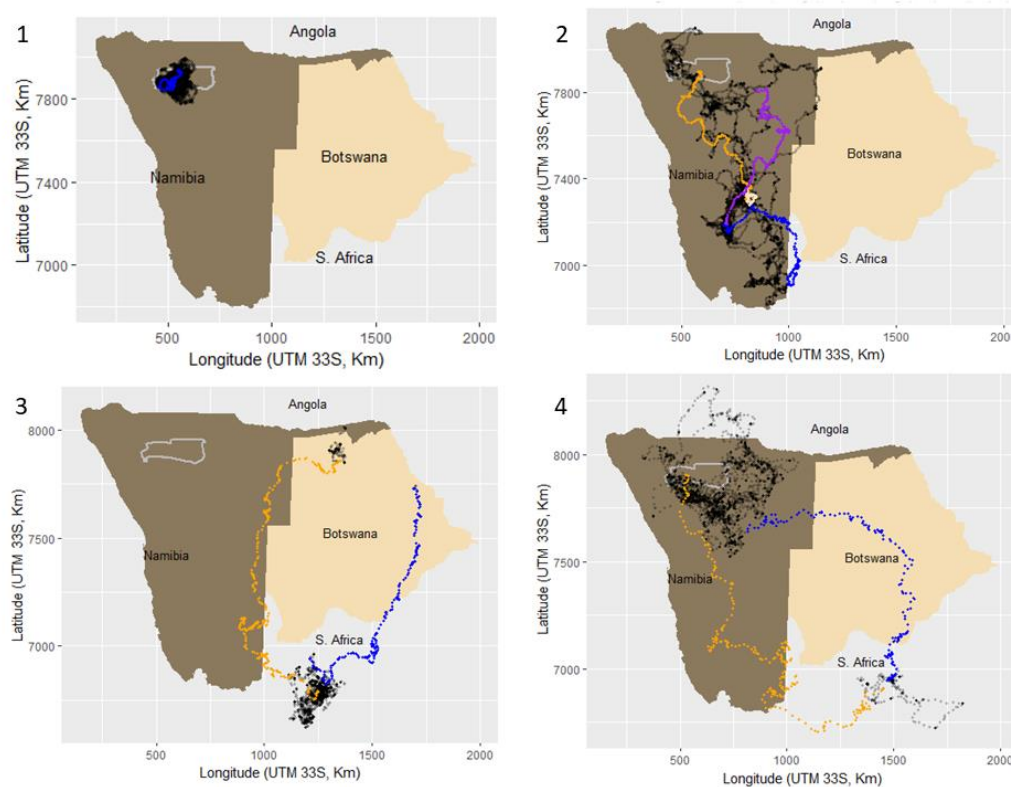 1
Angola
7800
Botswana
7400
Namibia
7000
S. Africa
500
1000
1500
2000
Longitude (UTM 33S, Km)
Latitude (UTM 33S, Km)
2
Angola
7800
Botswana
7400
Namibia
7000
S. Africa
500
1000
1500
200
Longitude (UTM 33S, Km)
Latitude (UTM 33S, Km)
3
Angola
8000
7500
Botswana
Namibia
7000
S. Africa
500
1000
1500
2000
Longitude (UTM 33S, Km)
Latitude (UTM 33S, Km)
4
Angola
8000
7500
Botswana
Namibia
7000
S. Africa
500
1000
1500
2000
Longitude (UTM 33S, Km)
Latitude (UTM 33S, Km)